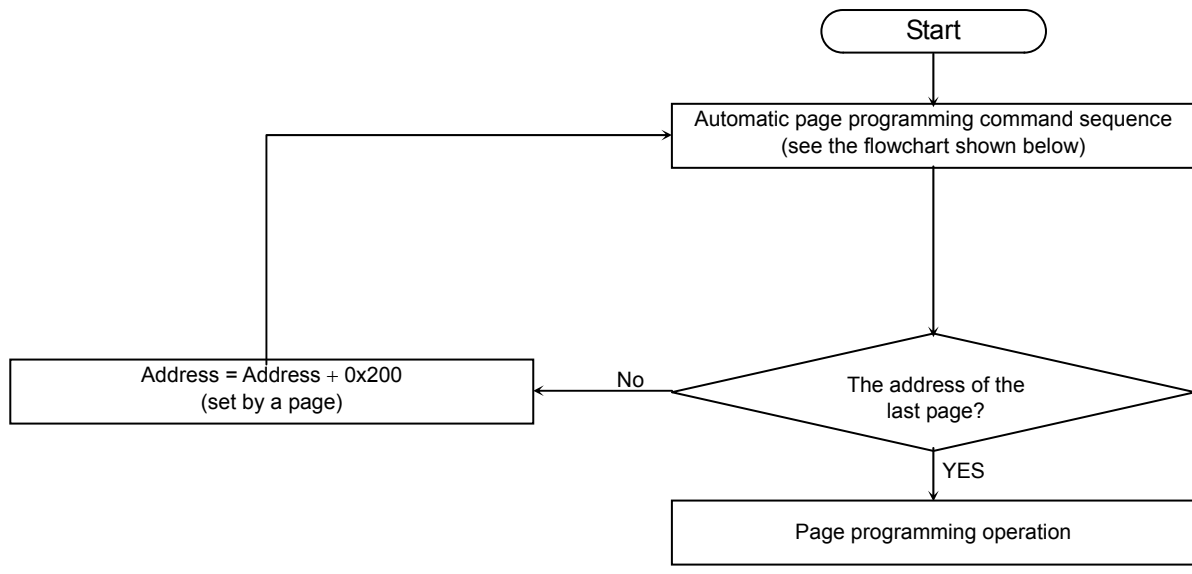 Start
Automatic page programming command sequence
(see the flowchart shown below)
Address = Address + 0x200
(set by a page)
No
The address of the
last page?
YES
Page programming operation